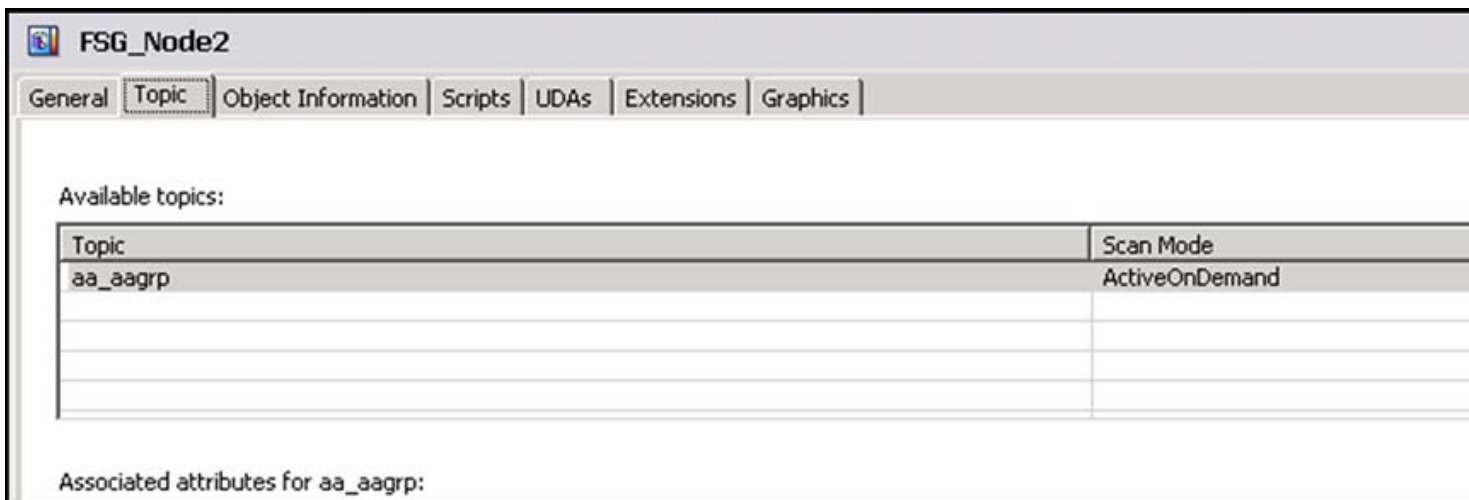 FSG_Node2
General Topic Object Information Scripts UDAs Extensions Graphics
Available topics:
Topic Scan Mode
aa_aagrp ActiveOnDemand
Associated attributes for aa_aagrp: